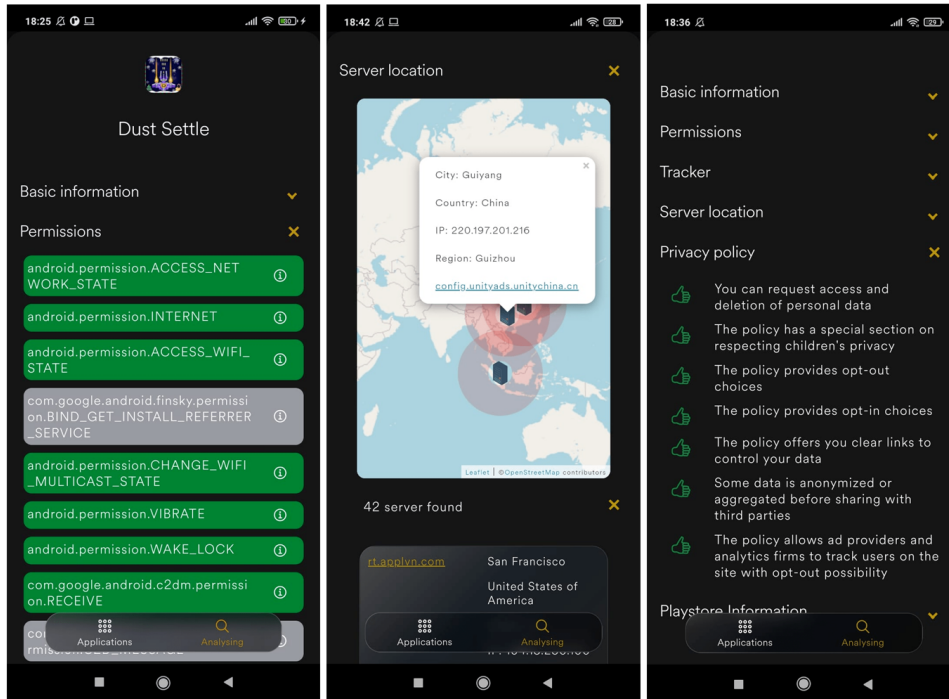 18:25
80
Dust Settle
Basic information
Permissions
android.permission.ACCESS_NET
WORK_STATE
android.permission.INTERNET
android.permission.ACCESS_WIFI_
STATE
com.google.android.finsky.permissi
on.BIND_GET_INSTALL_REFERRER
_SERVICE
android.permission.CHANGE_WIFI
_MULTICAST_STATE
android.permission.VIBRATE
android.permission.WAKE_LOCK
com.google.android.c2dm.permissi
on.RECEIVE
Applications
Analysing
18:42
28
Server location
City: Guiyang
Country: China
IP: 220.197.201.216
Region: Guizhou
config.unityads.unitychina.cn
Leaflet | ©OpenStreetMap contributors
42 server found
rt.applvn.com
San Francisco
United States of
America
Applications
Analysing
18:36
29
Basic information
Permissions
Tracker
Server location
Privacy policy
You can request access and
deletion of personal data
The policy has a special section on
respecting children's privacy
The policy provides opt-out
choices
The policy provides opt-in choices
The policy offers you clear links to
control your data
Some data is anonymized or
aggregated before sharing with
third parties
The policy allows ad providers and
analytics firms to track users on the
site with opt-out possibility
Playstore Information
Applications
Analysing